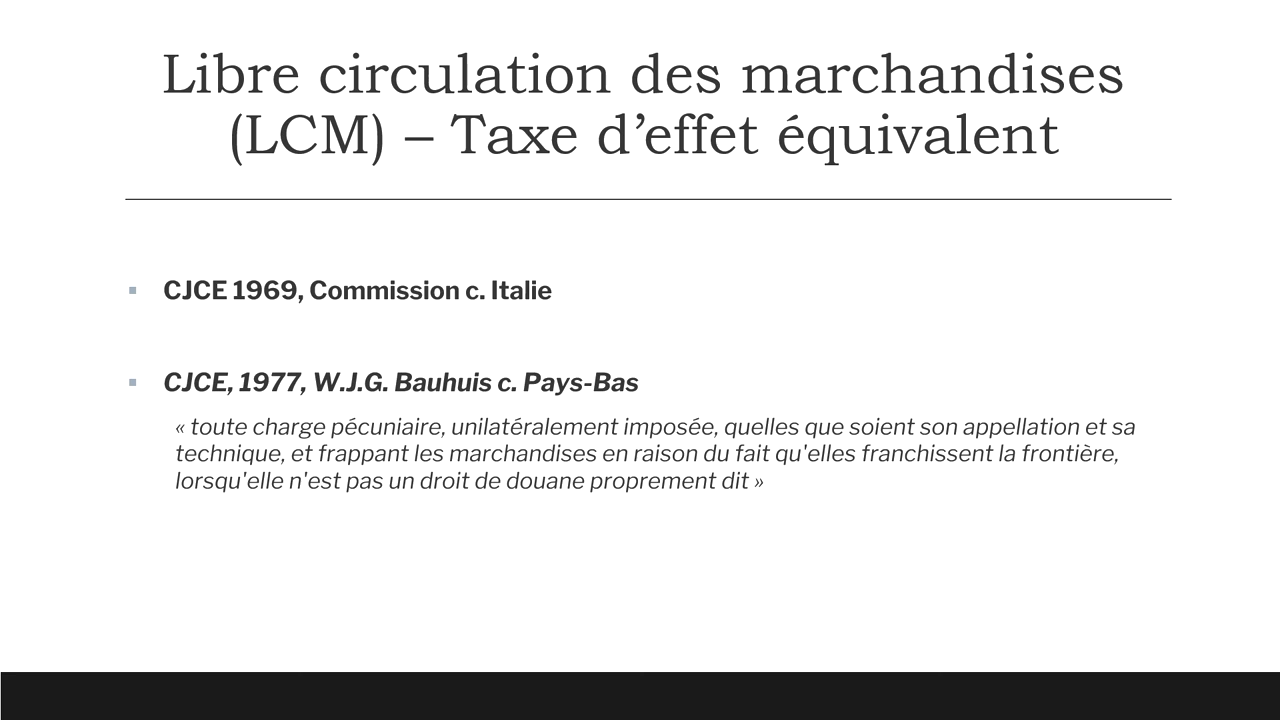 Libre circulation des marchandises
(LCM) – Taxe d’effet équivalent
▪ CJCE 1969, Commission c. Italie
▪ CJCE, 1977, W.J.G. Bauhuis c. Pays-Bas
« toute charge pécuniaire, unilatéralement imposée, quelles que soient son appellation et sa
technique, et frappant les marchandises en raison du fait qu'elles franchissent la frontière,
lorsqu'elle n'est pas un droit de douane proprement dit »